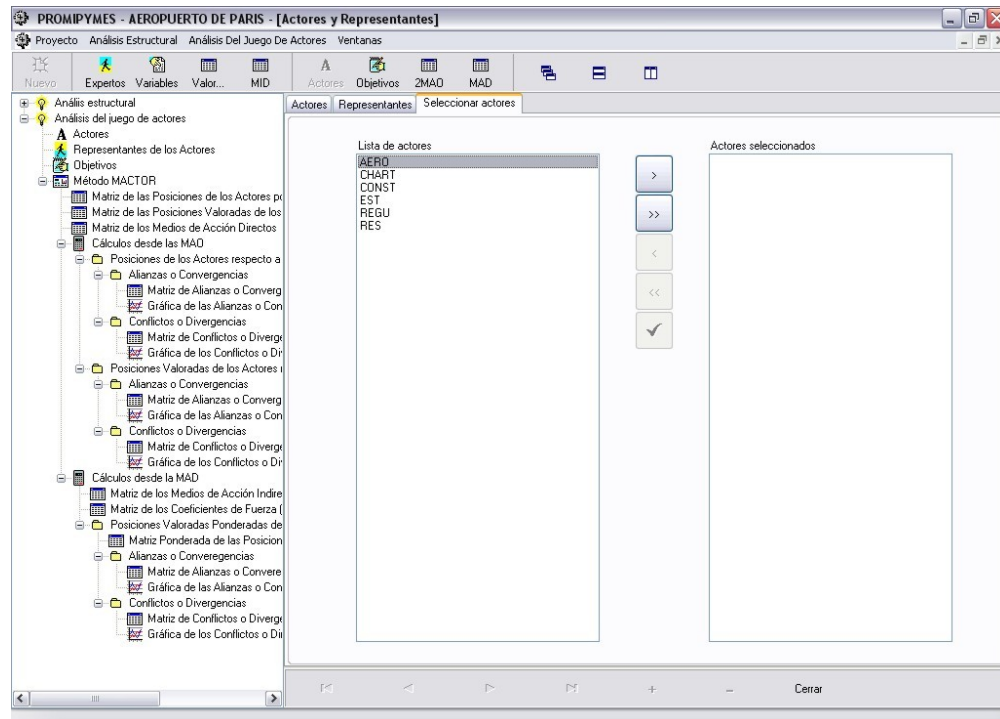 PROMIPYMES - AEROPUERTO DE PARIS - [Actores y Representantes]
Proyecto Análisis Estructural Análisis Del Juego De Actores Ventanas
Nuevo Expertos Variables Valor... MID Actores Objetivos 2MAO MAD
Análiis estructural
Análisis del juego de actores
Actores
Representantes de los Actores
Objetivos
Método MACTOR
Matriz de las Posiciones de los Actores
Matriz de las Posiciones Valoradas de los
Matriz de los Medios de Acción Directos
Cálculos desde las MAO
Posiciones de los Actores respecto a
Alianzas o Convergencias
Matriz de Alianzas o Converg
Gráfica de las Alianzas o Con
Conflictos o Divergencias
Matriz de Conflictos o Diverge
Gráfica de los Conflictos o Di
Posiciones Valoradas de los Actores
Alianzas o Convergencias
Matriz de Alianzas o Converg
Gráfica de las Alianzas o Con
Conflictos o Divergencias
Matriz de Conflictos o Diverge
Gráfica de los Conflictos o Di
Cálculos desde la MAD
Matriz de los Medios de Acción Indire
Matriz de los Coeficientes de Fuerza (
Posiciones Valoradas Ponderadas de
Matriz Ponderada de las Posicion
Alianzas o Converegencias
Matriz de Alianzas o Convere
Gráfica de las Alianzas o Con
Conflictos o Divergencias
Matriz de Conflictos o Diverge
Gráfica de los Conflictos o Di
Actores Representantes Seleccionar actores
Lista de actores
AERO
CHART
CONST
EST
REGU
RES
>
>>
<
<<
Actores seleccionados
Cerrar